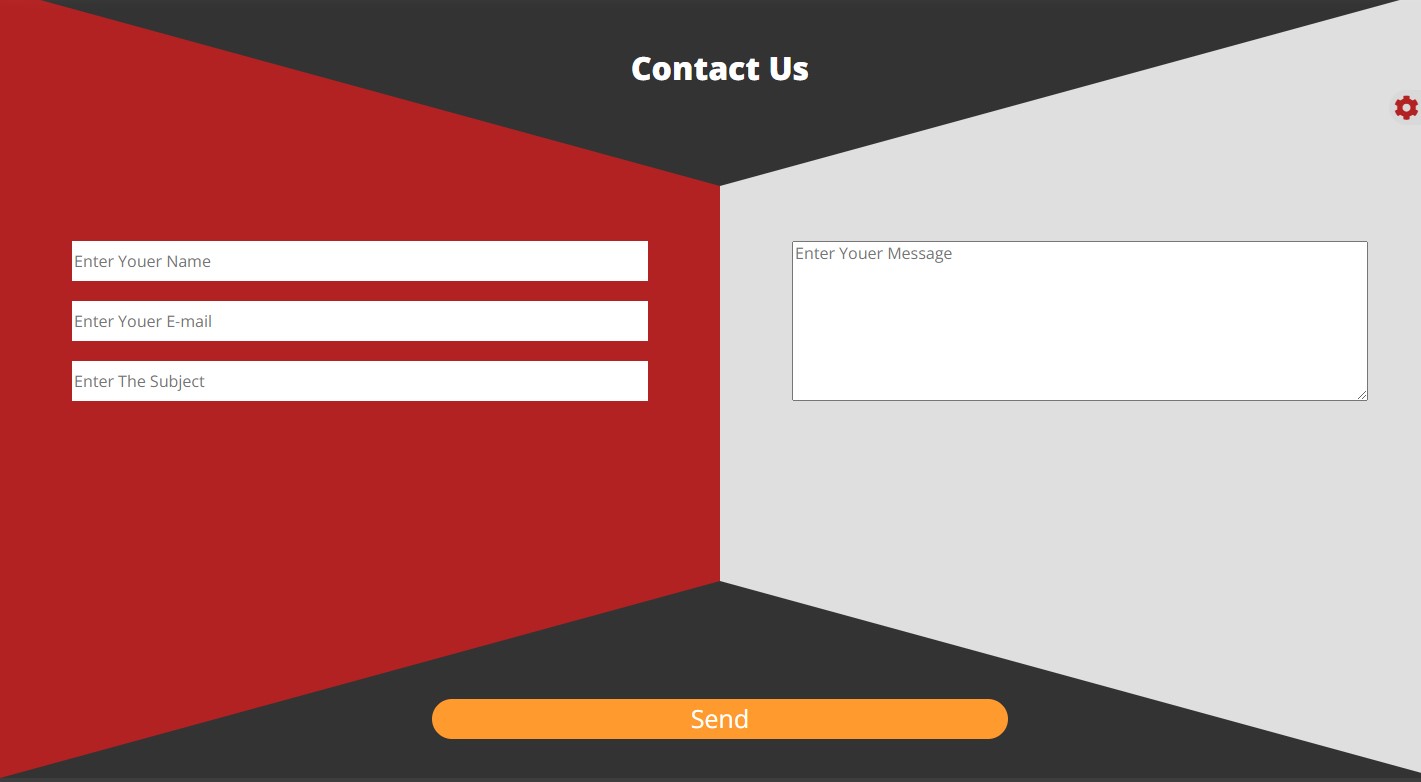 Contact Us
Enter Youer Name
Enter Youer E-mail
Enter The Subject
Enter Youer Message
Send